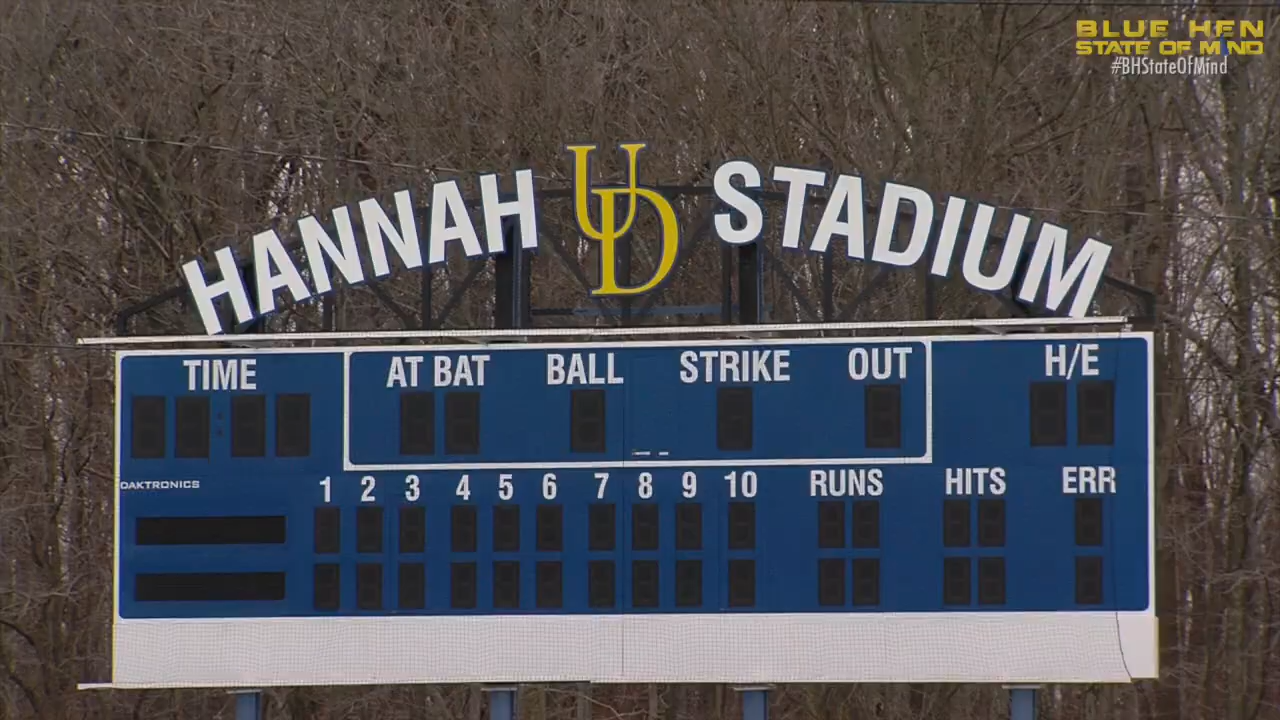 BLUE HEN
STATE OF MIND
#BHStateOfMind
HANNAH UD STADIUM
TIME AT BAT BALL STRIKE OUT H/E
DAKTRONICS
1 2 3 4 5 6 7 8 9 10 RUNS HITS ERR